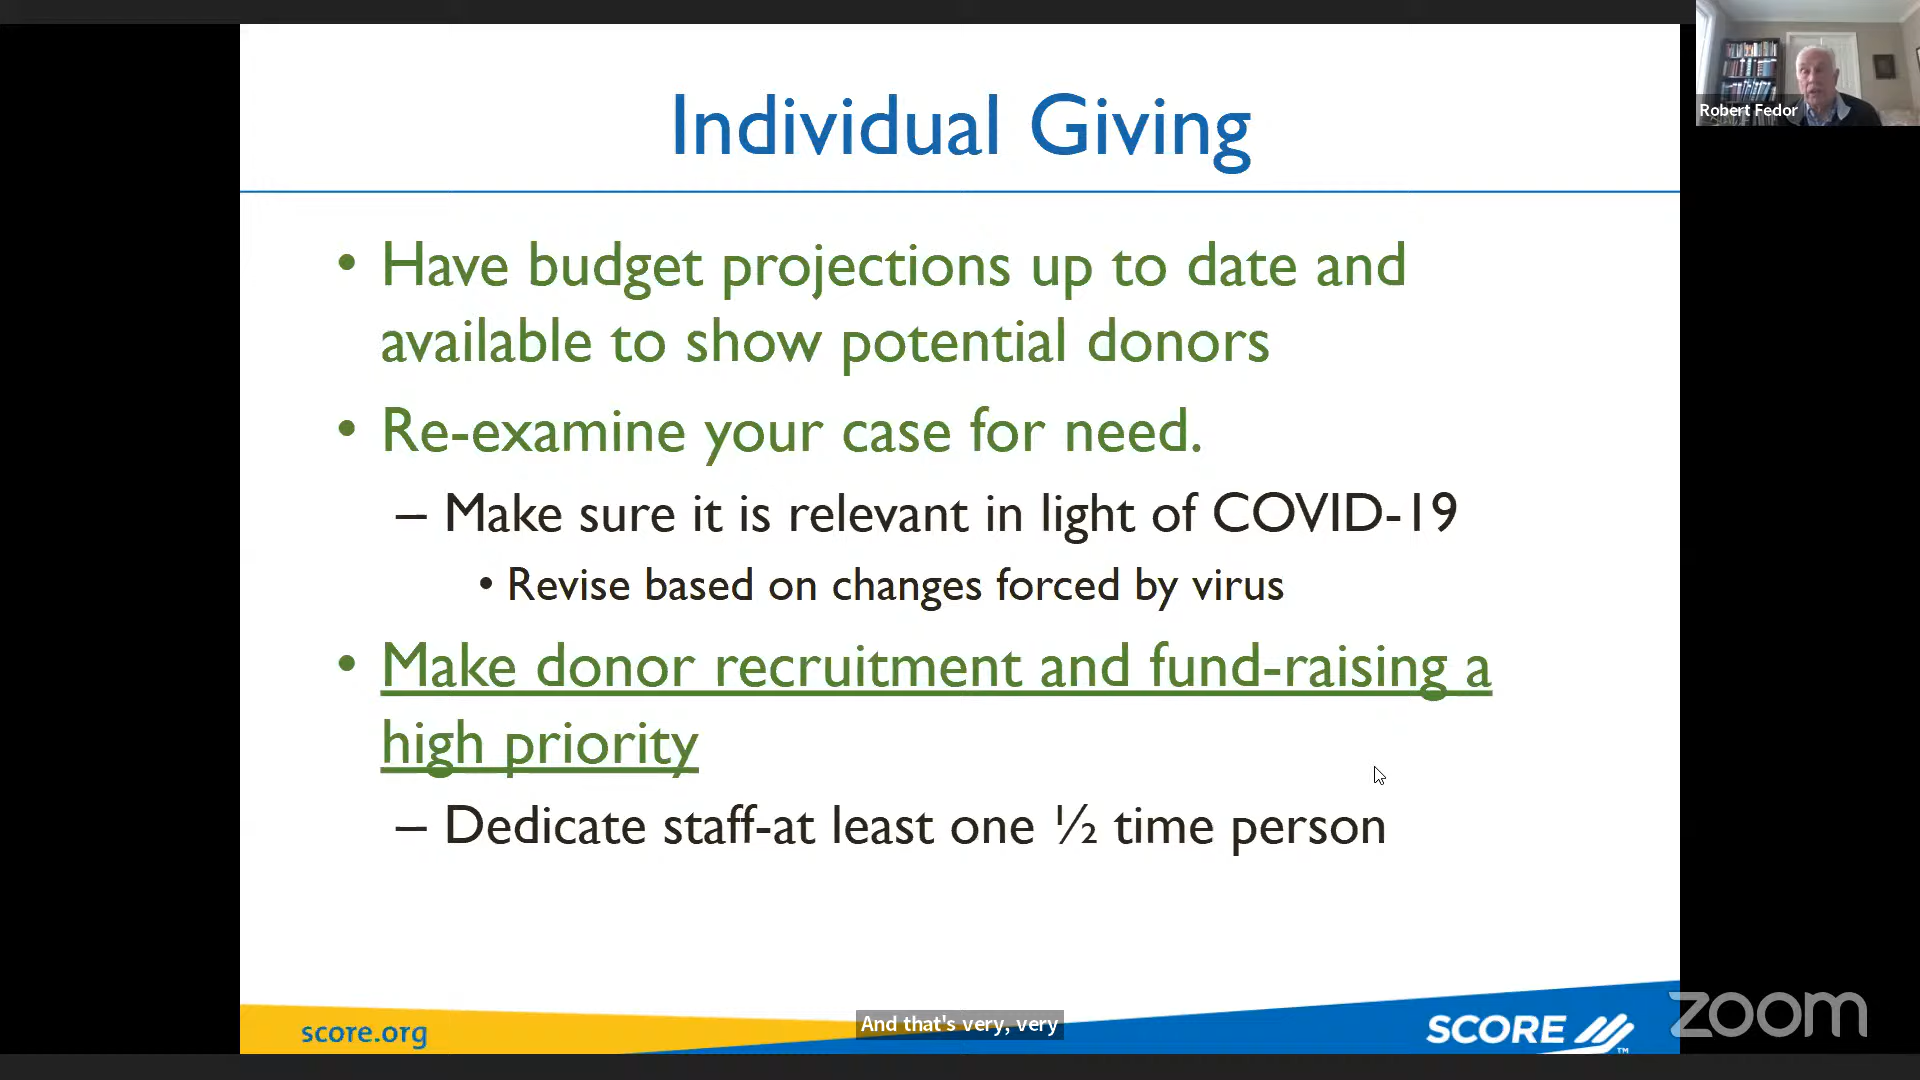 Individual Giving
Robert Fedor
• Have budget projections up to date and
available to show potential donors
• Re-examine your case for need.
– Make sure it is relevant in light of COVID-19
• Revise based on changes forced by virus
• Make donor recruitment and fund-raising a
high priority
– Dedicate staff-at least one ½ time person
score.org
And that's very, very
SCORE ™
zoom